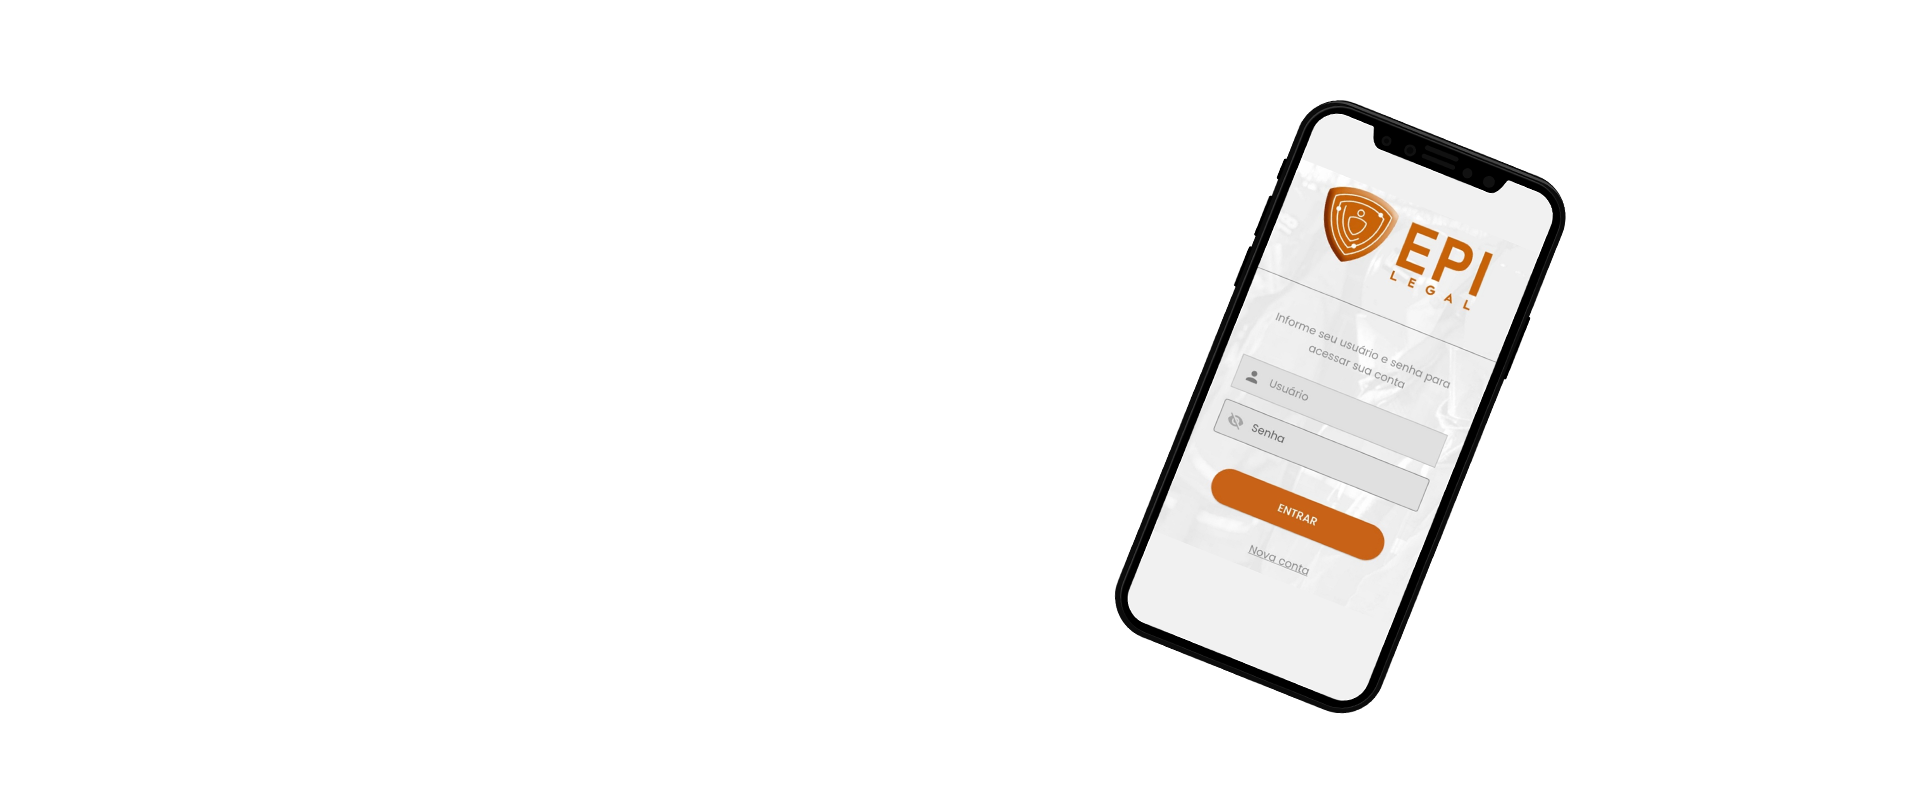 EPI
LEGAL
Informe seu usuário e senha para
acessar sua conta
Usuário
Senha
ENTRAR
Nova conta